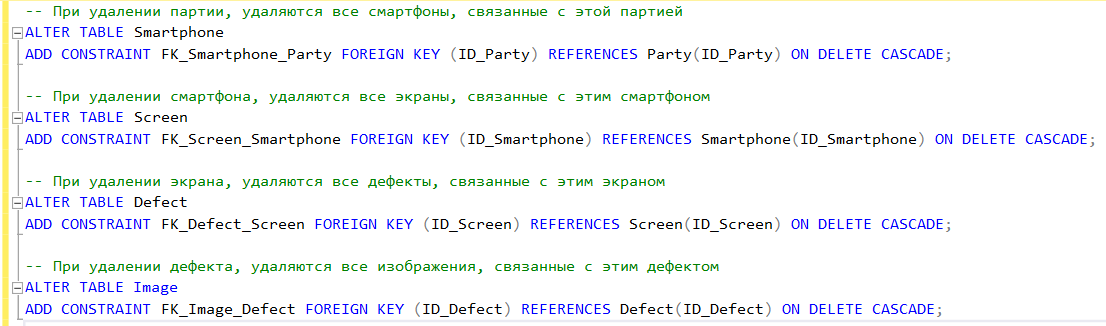 -- При удалении партии, удаляются все смартфоны, связанные с этой партией
ALTER TABLE Smartphone
ADD CONSTRAINT FK_Smartphone_Party FOREIGN KEY (ID_Party) REFERENCES Party(ID_Party) ON DELETE CASCADE;
-- При удалении смартфона, удаляются все экраны, связанные с этим смартфоном
ALTER TABLE Screen
ADD CONSTRAINT FK_Screen_Smartphone FOREIGN KEY (ID_Smartphone) REFERENCES Smartphone(ID_Smartphone) ON DELETE CASCADE;
-- При удалении экрана, удаляются все дефекты, связанные с этим экраном
ALTER TABLE Defect
ADD CONSTRAINT FK_Defect_Screen FOREIGN KEY (ID_Screen) REFERENCES Screen(ID_Screen) ON DELETE CASCADE;
-- При удалении дефекта, удаляются все изображения, связанные с этим дефектом
ALTER TABLE Image
ADD CONSTRAINT FK_Image_Defect FOREIGN KEY (ID_Defect) REFERENCES Defect(ID_Defect) ON DELETE CASCADE;